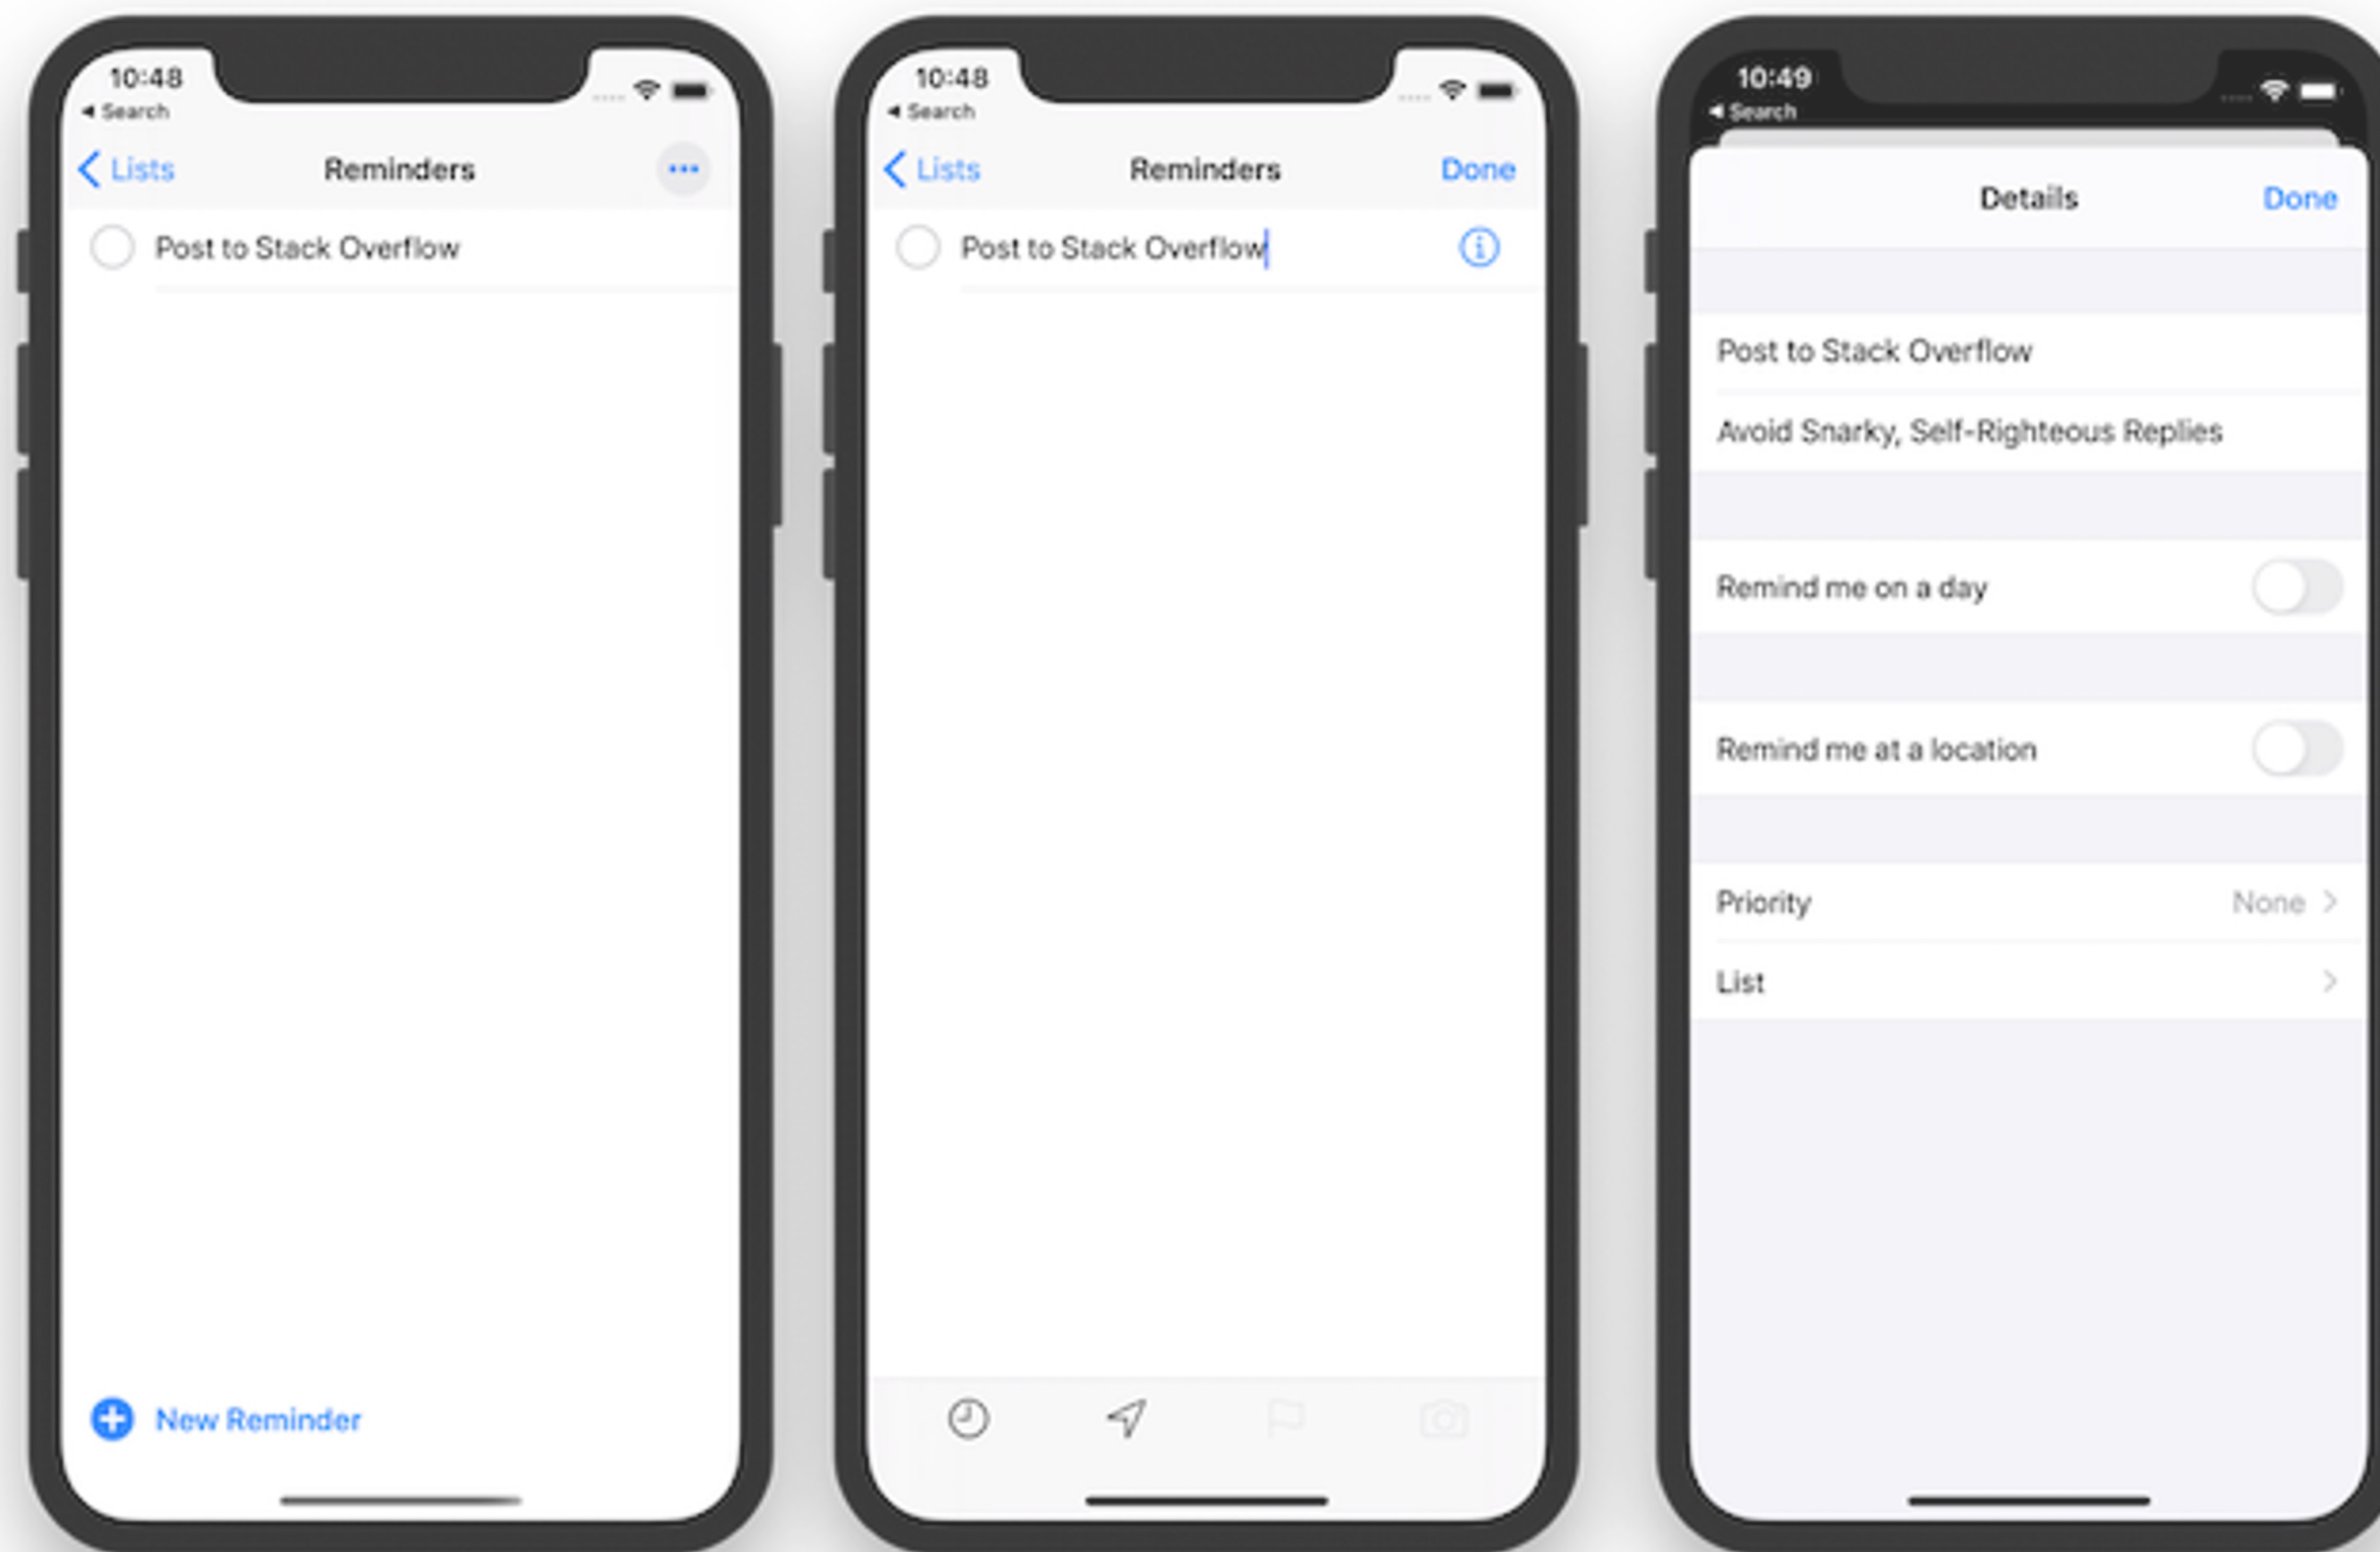 10:48
Search
Lists
Reminders
Post to Stack Overflow
New Reminder
10:48
Search
Lists
Reminders
Done
Post to Stack Overflow
10:49
Search
Details
Done
Post to Stack Overflow
Avoid Snarky, Self-Righteous Replies
Remind me on a day
Remind me at a location
Priority
None
List